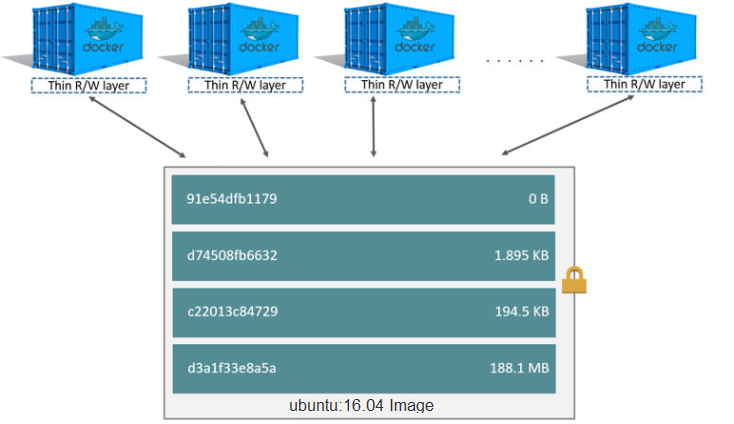 docker docker docker docker
Thin R/W layer Thin R/W layer Thin R/W layer Thin R/W layer
......
91e54dfb1179 0 B
d74508fb6632 1.895 KB
c22013c84729 194.5 KB
d3a1f33e8a5a 188.1 MB
ubuntu:16.04 Image